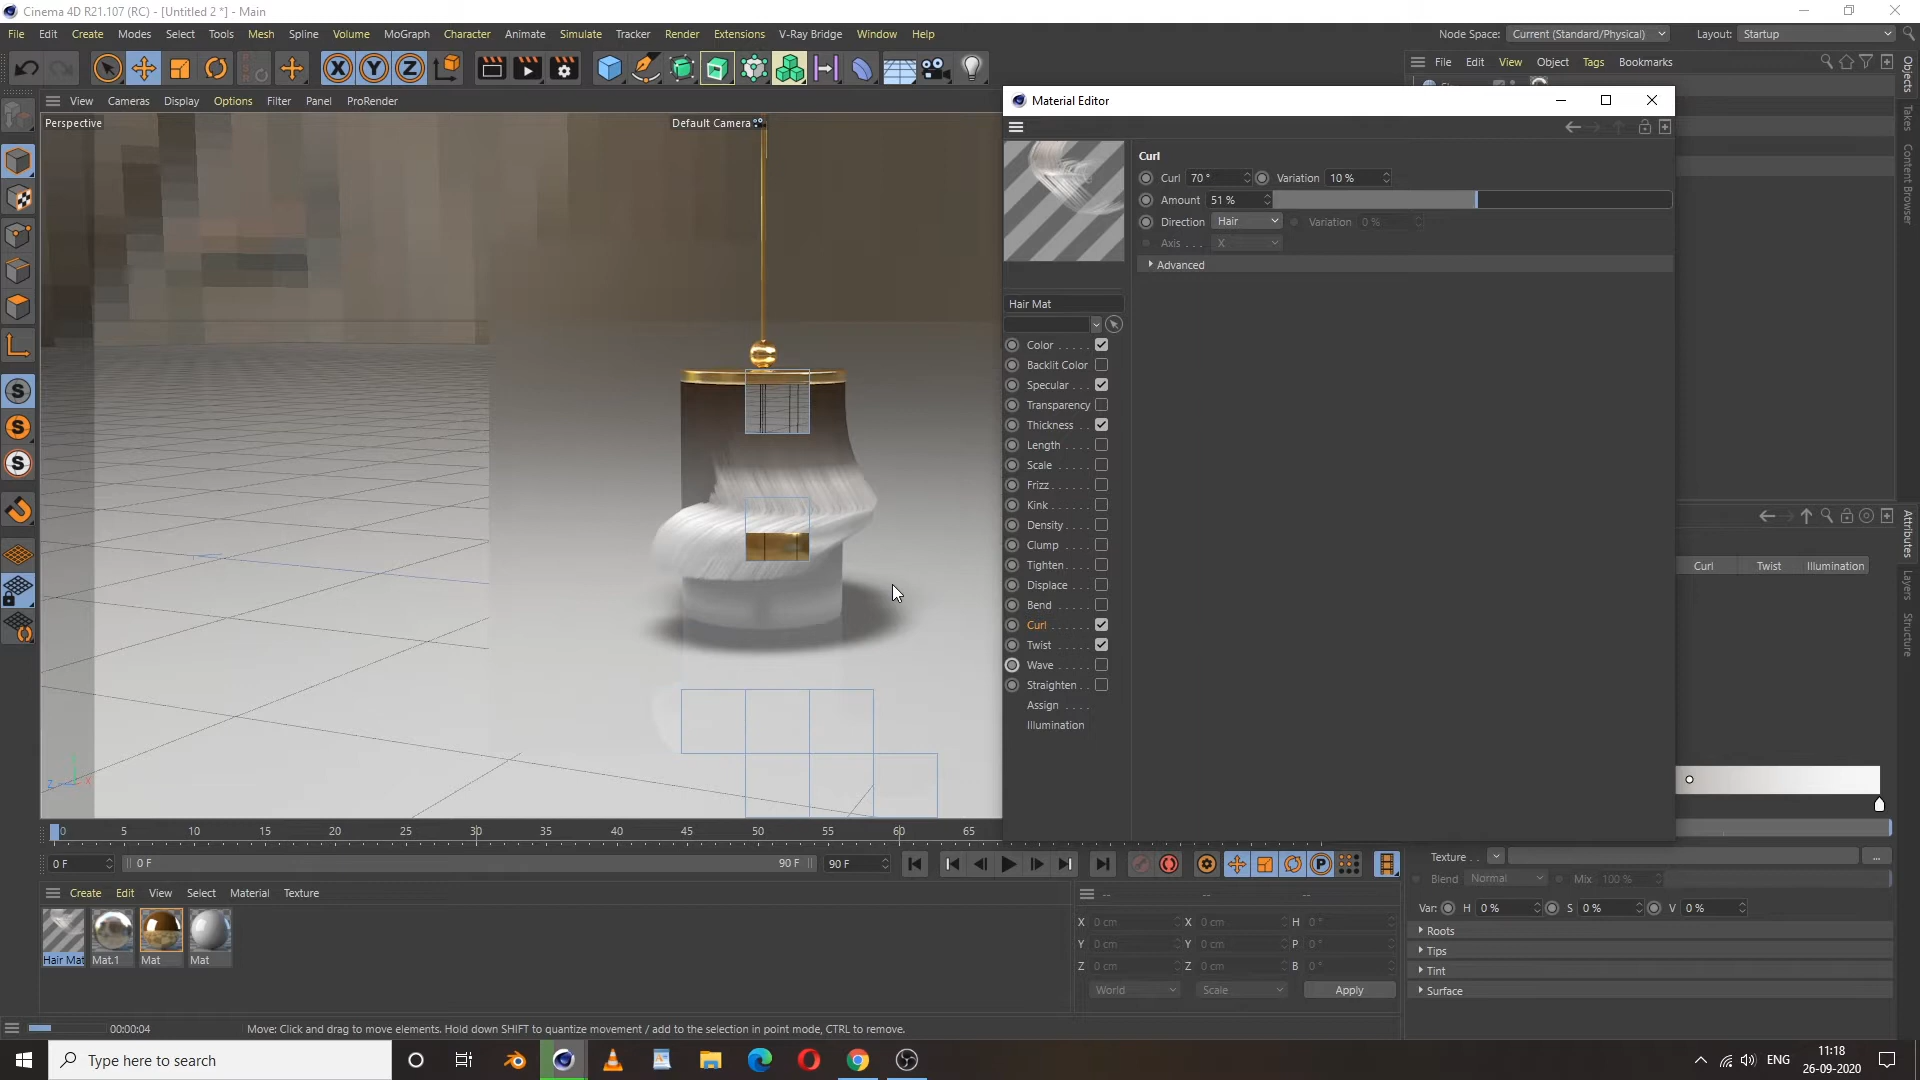 Cinema 4D R21.107 (RC) - [Untitled 2 *] - Main
File Edit Create Modes Select Tools Mesh Spline Volume MoGraph Character Animate Simulate Tracker Render Extensions V-Ray Bridge Window Help
Node Space: Current (Standard/Physical) Layout: Startup
X Y Z
File Edit View Object Tags Bookmarks
View Cameras Display Options Filter Panel ProRender
Perspective
Default Camera
Material Editor
Curl
Curl 70 ° Variation 10 %
Amount 51 %
Direction Hair Variation 0 %
Axis . . . X
Advanced
Hair Mat
Color . . . . .
Backlit Color
Specular . . .
Transparency
Thickness . .
Length . . . .
Scale . . . . .
Frizz . . . . .
Kink . . . . .
Density . . . .
Clump . . . .
Tighten . . . .
Displace . . .
Bend . . . . .
Curl . . . . . .
Twist . . . . .
Wave . . . . .
Straighten . .
Assign . . . .
Illumination
Objects
Takes
Content Browser
Attributes
Layers
Structure
Curl Twist Illumination
Z X
0 5 10 15 20 25 30 35 40 45 50 55 60 65
0 F 0 F 90 F 90 F
P
Texture . . ...
Blend Normal Mix 100 %
Var: H 0 % S 0 % V 0 %
Roots
Tips
Tint
Surface
Create Edit View Select Material Texture
Hair Mat Mat.1 Mat Mat
-- -- --
X 0 cm X 0 cm H 0 °
Y 0 cm Y 0 cm P 0 °
Z 0 cm Z 0 cm B 0 °
World Scale Apply
00:00:04 Move: Click and drag to move elements. Hold down SHIFT to quantize movement / add to the selection in point mode, CTRL to remove.
Type here to search
ENG
11:18
26-09-2020